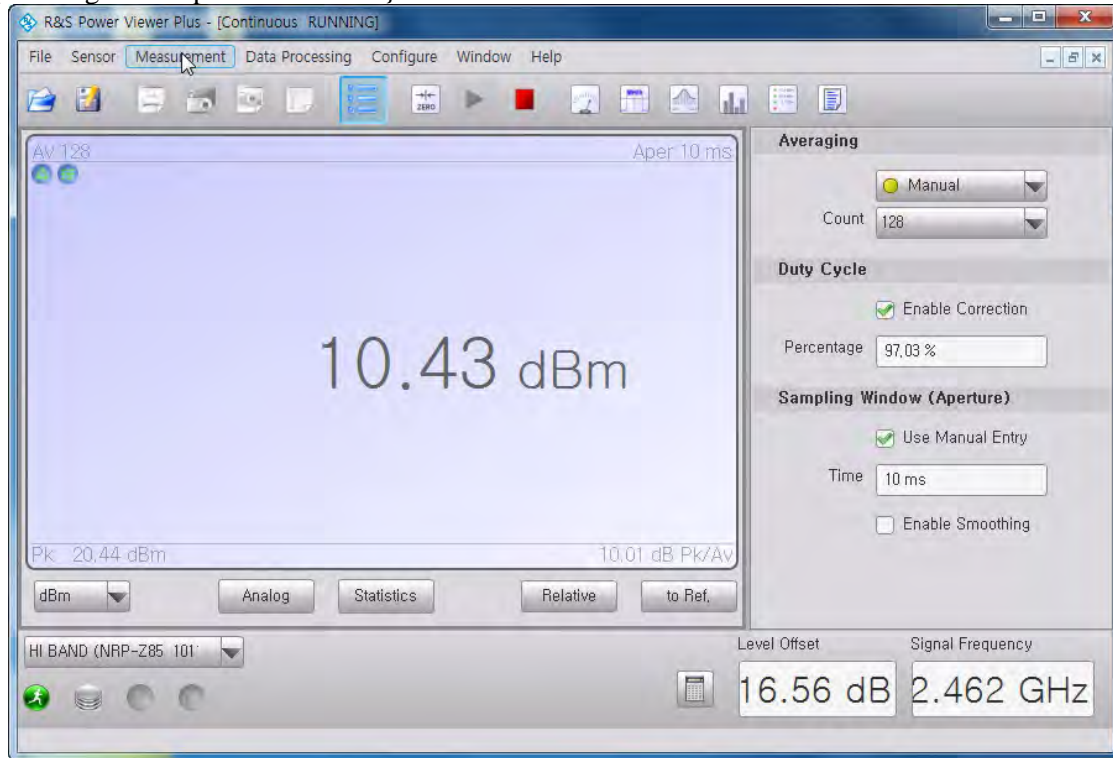 R&S Power Viewer Plus - [Continuous RUNNING]
File Sensor Measurement Data Processing Configure Window Help
ZERO
AV 128 Aper 10 ms
10.43 dBm
Pk 20.44 dBm 10.01 dB Pk/Av
dBm Analog Statistics Relative to Ref.
Averaging
Manual
Count 128
Duty Cycle
Enable Correction
Percentage 97.03 %
Sampling Window (Aperture)
Use Manual Entry
Time 10 ms
Enable Smoothing
HI BAND (NRP-Z85 101
Level Offset Signal Frequency
16.56 dB 2.462 GHz